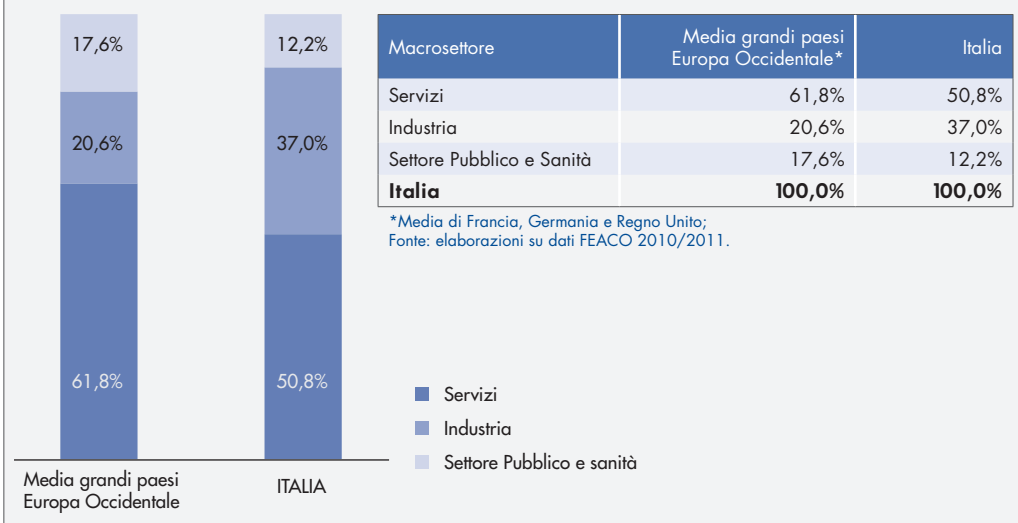 17,6%
12,2%
20,6%
37,0%
61,8%
50,8%
Media grandi paesi
Europa Occidentale
ITALIA
Macrosettore
Media grandi paesi
Europa Occidentale*
Italia
Servizi 61,8% 50,8%
Industria 20,6% 37,0%
Settore Pubblico e Sanità 17,6% 12,2%
Italia 100,0% 100,0%
*Media di Francia, Germania e Regno Unito;
Fonte: elaborazioni su dati FEACO 2010/2011.
Servizi
Industria
Settore Pubblico e sanità